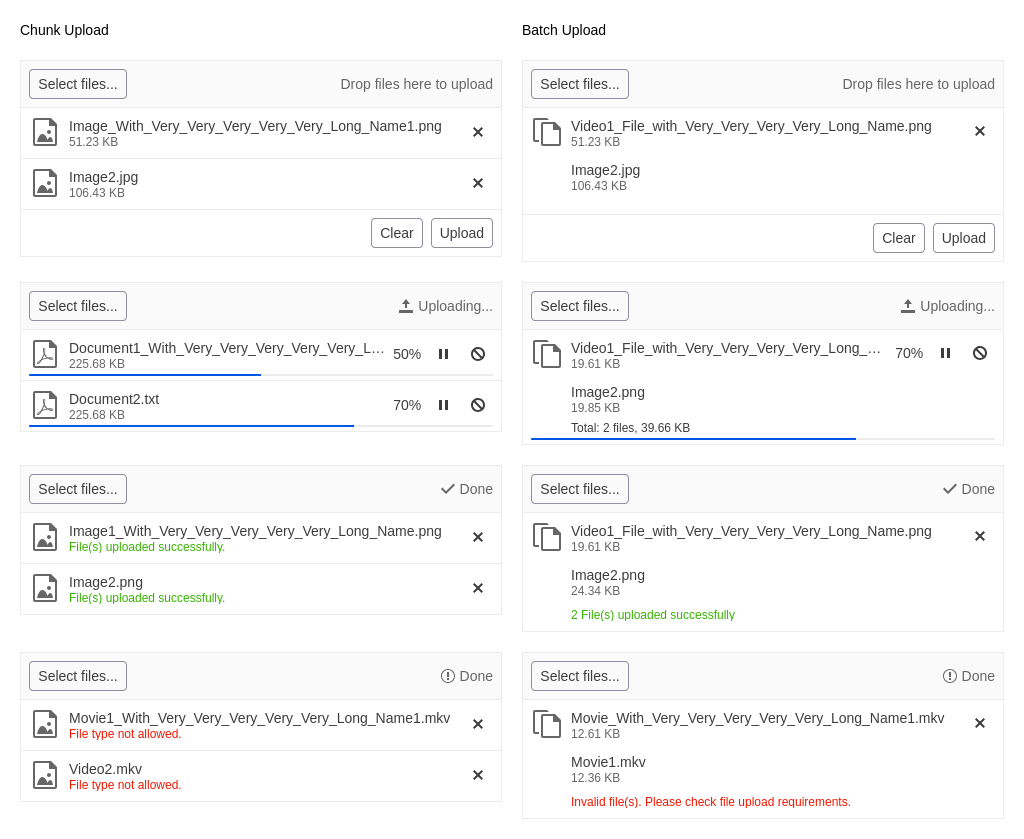 Chunk Upload
Select files...
Drop files here to upload
Image_With_Very_Very_Very_Very_Very_Long_Name1.png
51.23 KB
Image2.jpg
106.43 KB
Clear
Upload
Select files...
Uploading...
Document1_With_Very_Very_Very_Very_Very_L...
50%
225.68 KB
Document2.txt
70%
225.68 KB
Select files...
Done
Image1_With_Very_Very_Very_Very_Very_Long_Name.png
File(s) uploaded successfully.
Image2.png
File(s) uploaded successfully.
Select files...
Done
Movie1_With_Very_Very_Very_Very_Very_Long_Name1.mkv
File type not allowed.
Video2.mkv
File type not allowed.
Batch Upload
Select files...
Drop files here to upload
Video1_File_with_Very_Very_Very_Very_Long_Name.png
51.23 KB
Image2.jpg
106.43 KB
Clear
Upload
Select files...
Uploading...
Video1_File_with_Very_Very_Very_Very_Long_...
70%
19.61 KB
Image2.png
19.85 KB
Total: 2 files, 39.66 KB
Select files...
Done
Video1_File_with_Very_Very_Very_Very_Long_Name.png
19.61 KB
Image2.png
24.34 KB
2 File(s) uploaded successfully
Select files...
Done
Movie_With_Very_Very_Very_Very_Very_Long_Name1.mkv
12.61 KB
Movie1.mkv
12.36 KB
Invalid file(s). Please check file upload requirements.